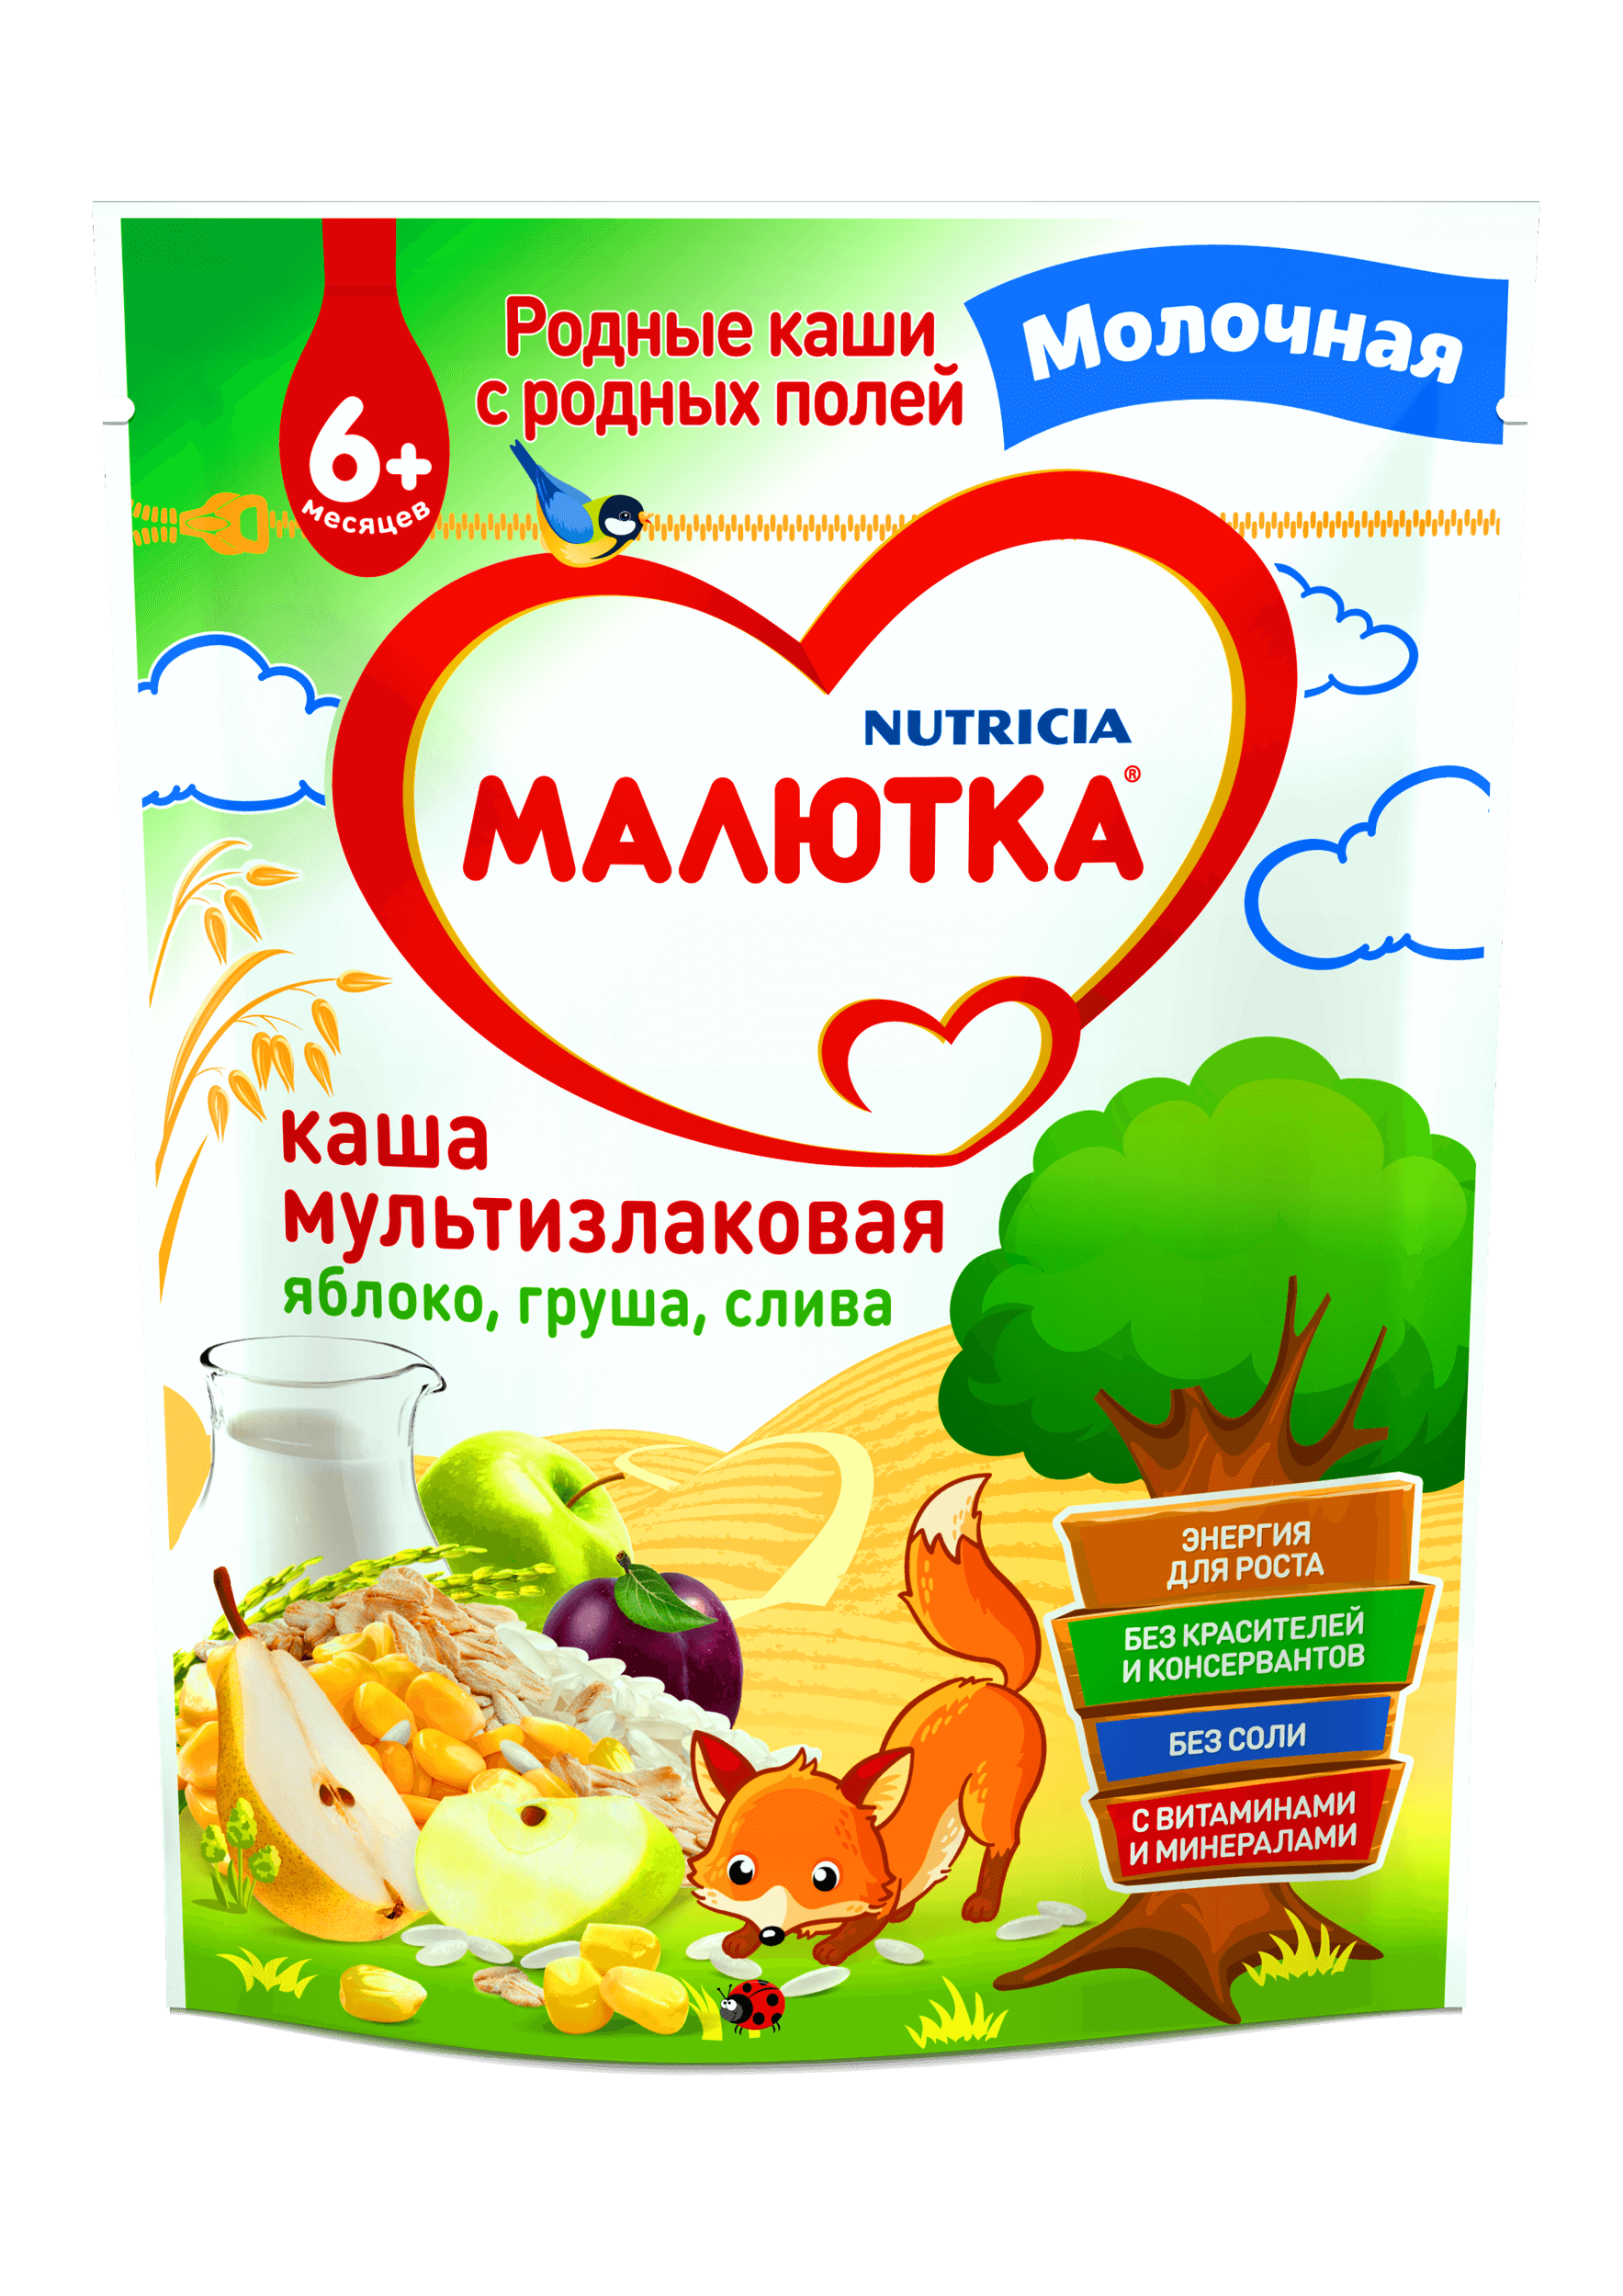 Родные каши
с родных полей
Молочная
6+
месяцев
NUTRICIA
МАЛЮТКА®
каша
мультизлаковая
яблоко, груша, слива
ЭНЕРГИЯ
ДЛЯ РОСТА
БЕЗ КРАСИТЕЛЕЙ
И КОНСЕРВАНТОВ
БЕЗ СОЛИ
С ВИТАМИНАМИ
И МИНЕРАЛАМИ